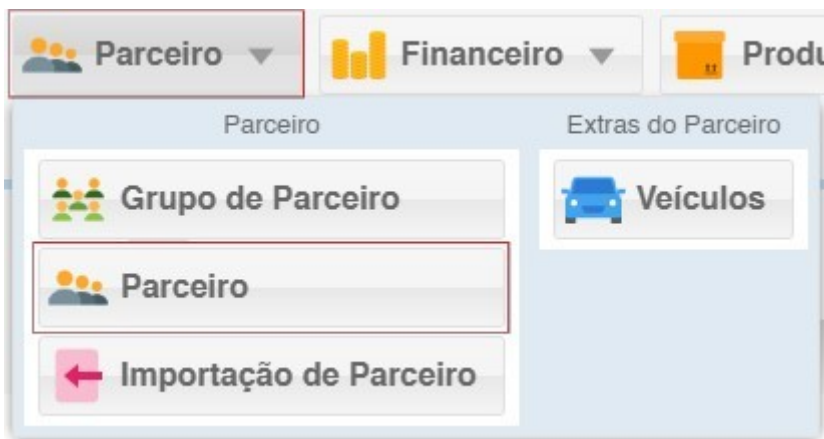 Parceiro
Financeiro
Produ
Parceiro
Extras do Parceiro
Grupo de Parceiro
Veículos
Parceiro
Importação de Parceiro